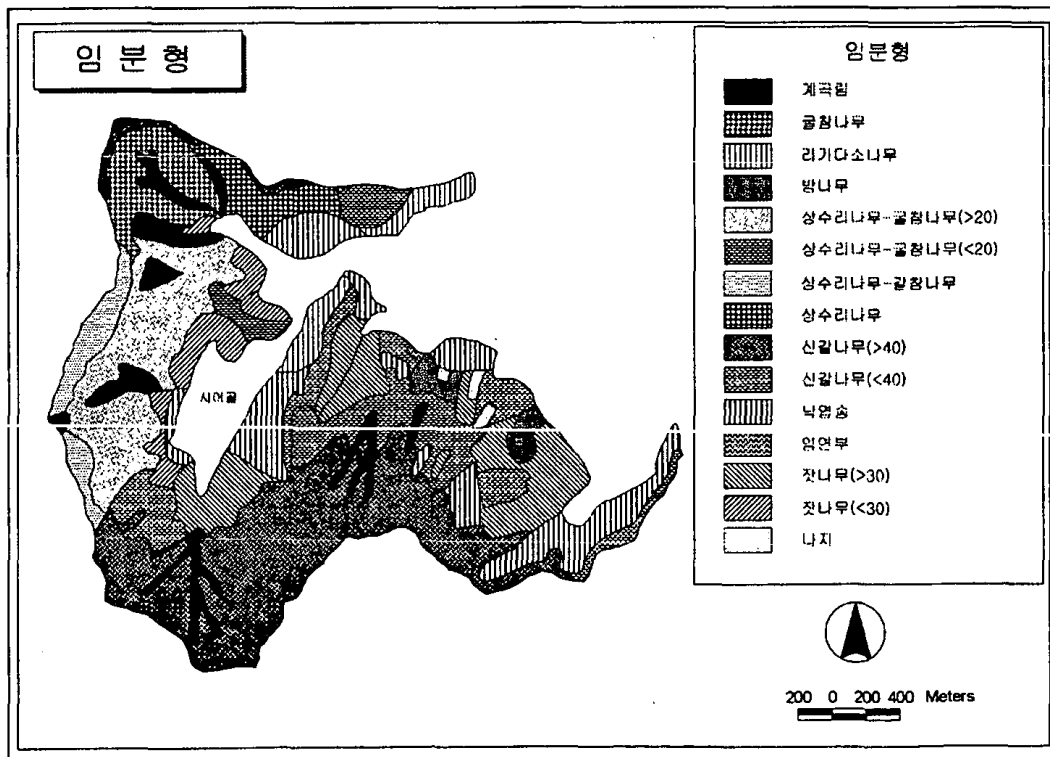 임분형
임분형
계곡림
굴참나무
리기다소나무
밤나무
상수리나무-굴참나무(>20)
상수리나무-굴참나무(<20)
상수리나무-갈참나무
상수리나무
신갈나무(>40)
신갈나무(<40)
낙엽송
임연부
잣나무(>30)
잣나무(<30)
나지
시어골
200 0 200 400 Meters